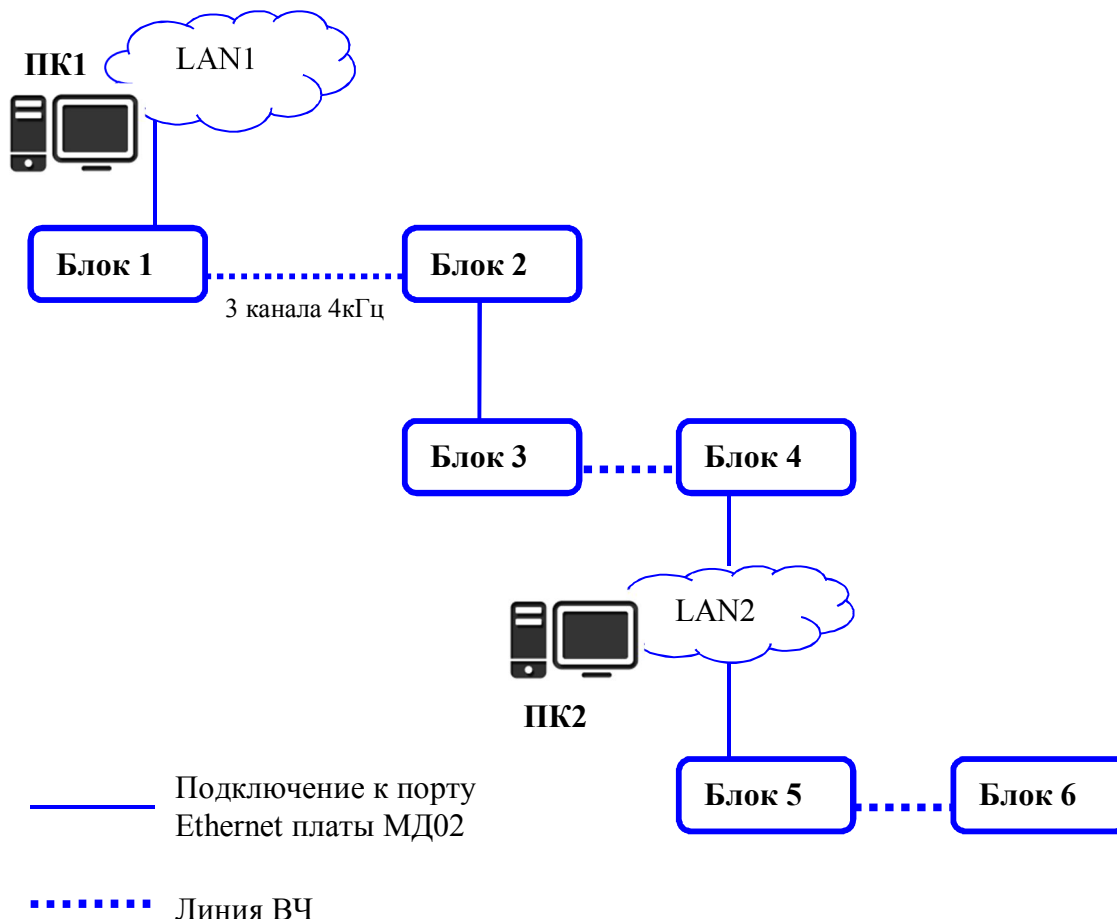 LAN1
ПК1
Блок 1
Блок 2
3 канала 4кГц
Блок 3
Блок 4
LAN2
ПК2
Блок 5
Блок 6
Подключение к порту
Ethernet платы МД02
Линия ВЧ